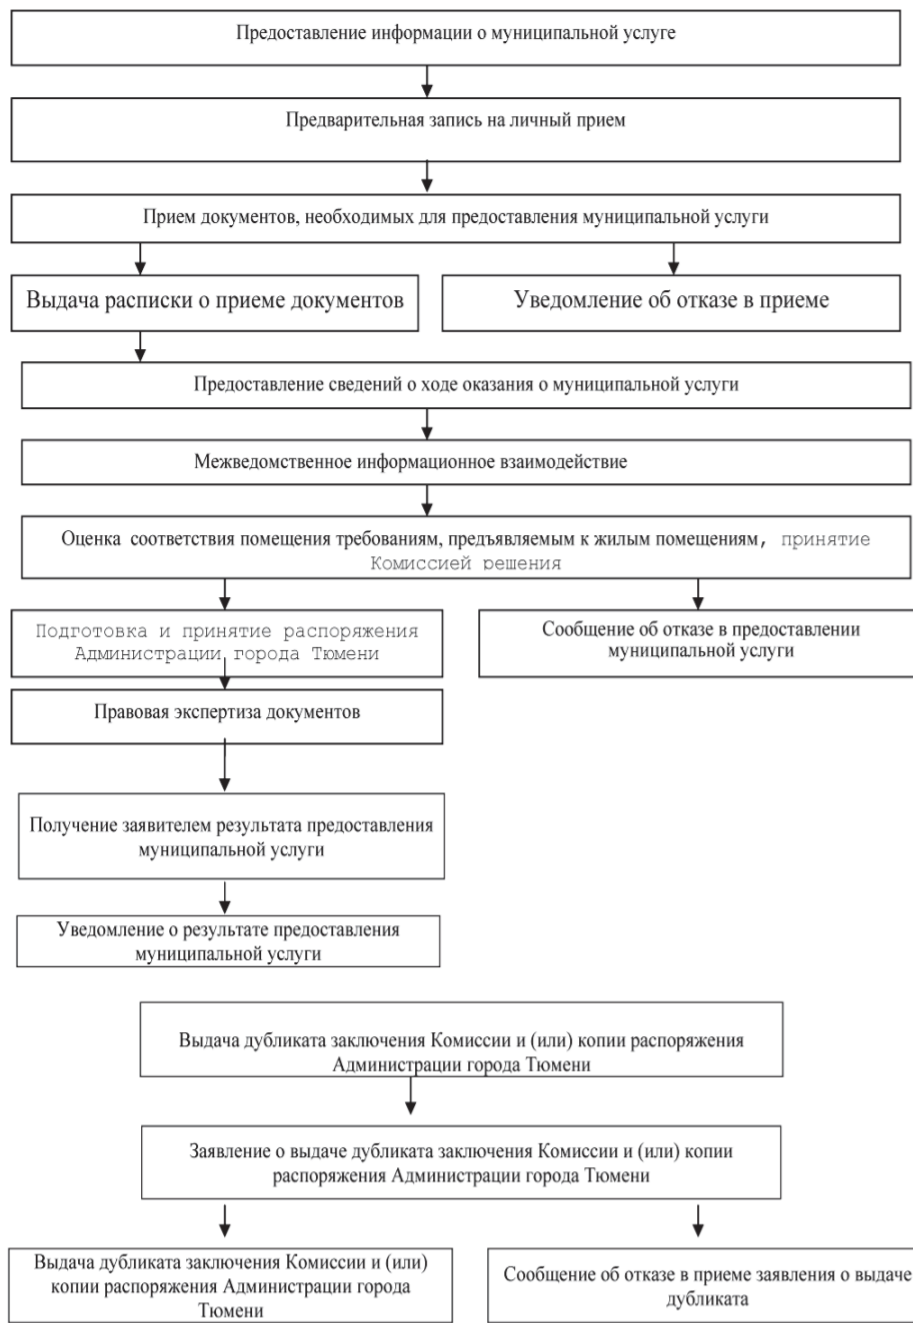 Предоставление информации о муниципальной услуге
Предварительная запись на личный прием
Прием документов, необходимых для предоставления муниципальной услуги
Выдача расписки о приеме документов
Уведомление об отказе в приеме
Предоставление сведений о ходе оказания о муниципальной услуги
Межведомственное информационное взаимодействие
Оценка соответствия помещения требованиям, предъявляемым к жилым помещениям, принятие
Комиссией решения
Подготовка и принятие распоряжения
Администрации города Тюмени
Сообщение об отказе в предоставлении
муниципальной услуги
Правовая экспертиза документов
Получение заявителем результата предоставления
муниципальной услуги
Уведомление о результате предоставления
муниципальной услуги
Выдача дубликата заключения Комиссии и (или) копии распоряжения
Администрации города Тюмени
Заявление о выдаче дубликата заключения Комиссии и (или) копии
распоряжения Администрации города Тюмени
Выдача дубликата заключения Комиссии и (или)
копии распоряжения Администрации города
Тюмени
Сообщение об отказе в приеме заявления о выдаче
дубликата